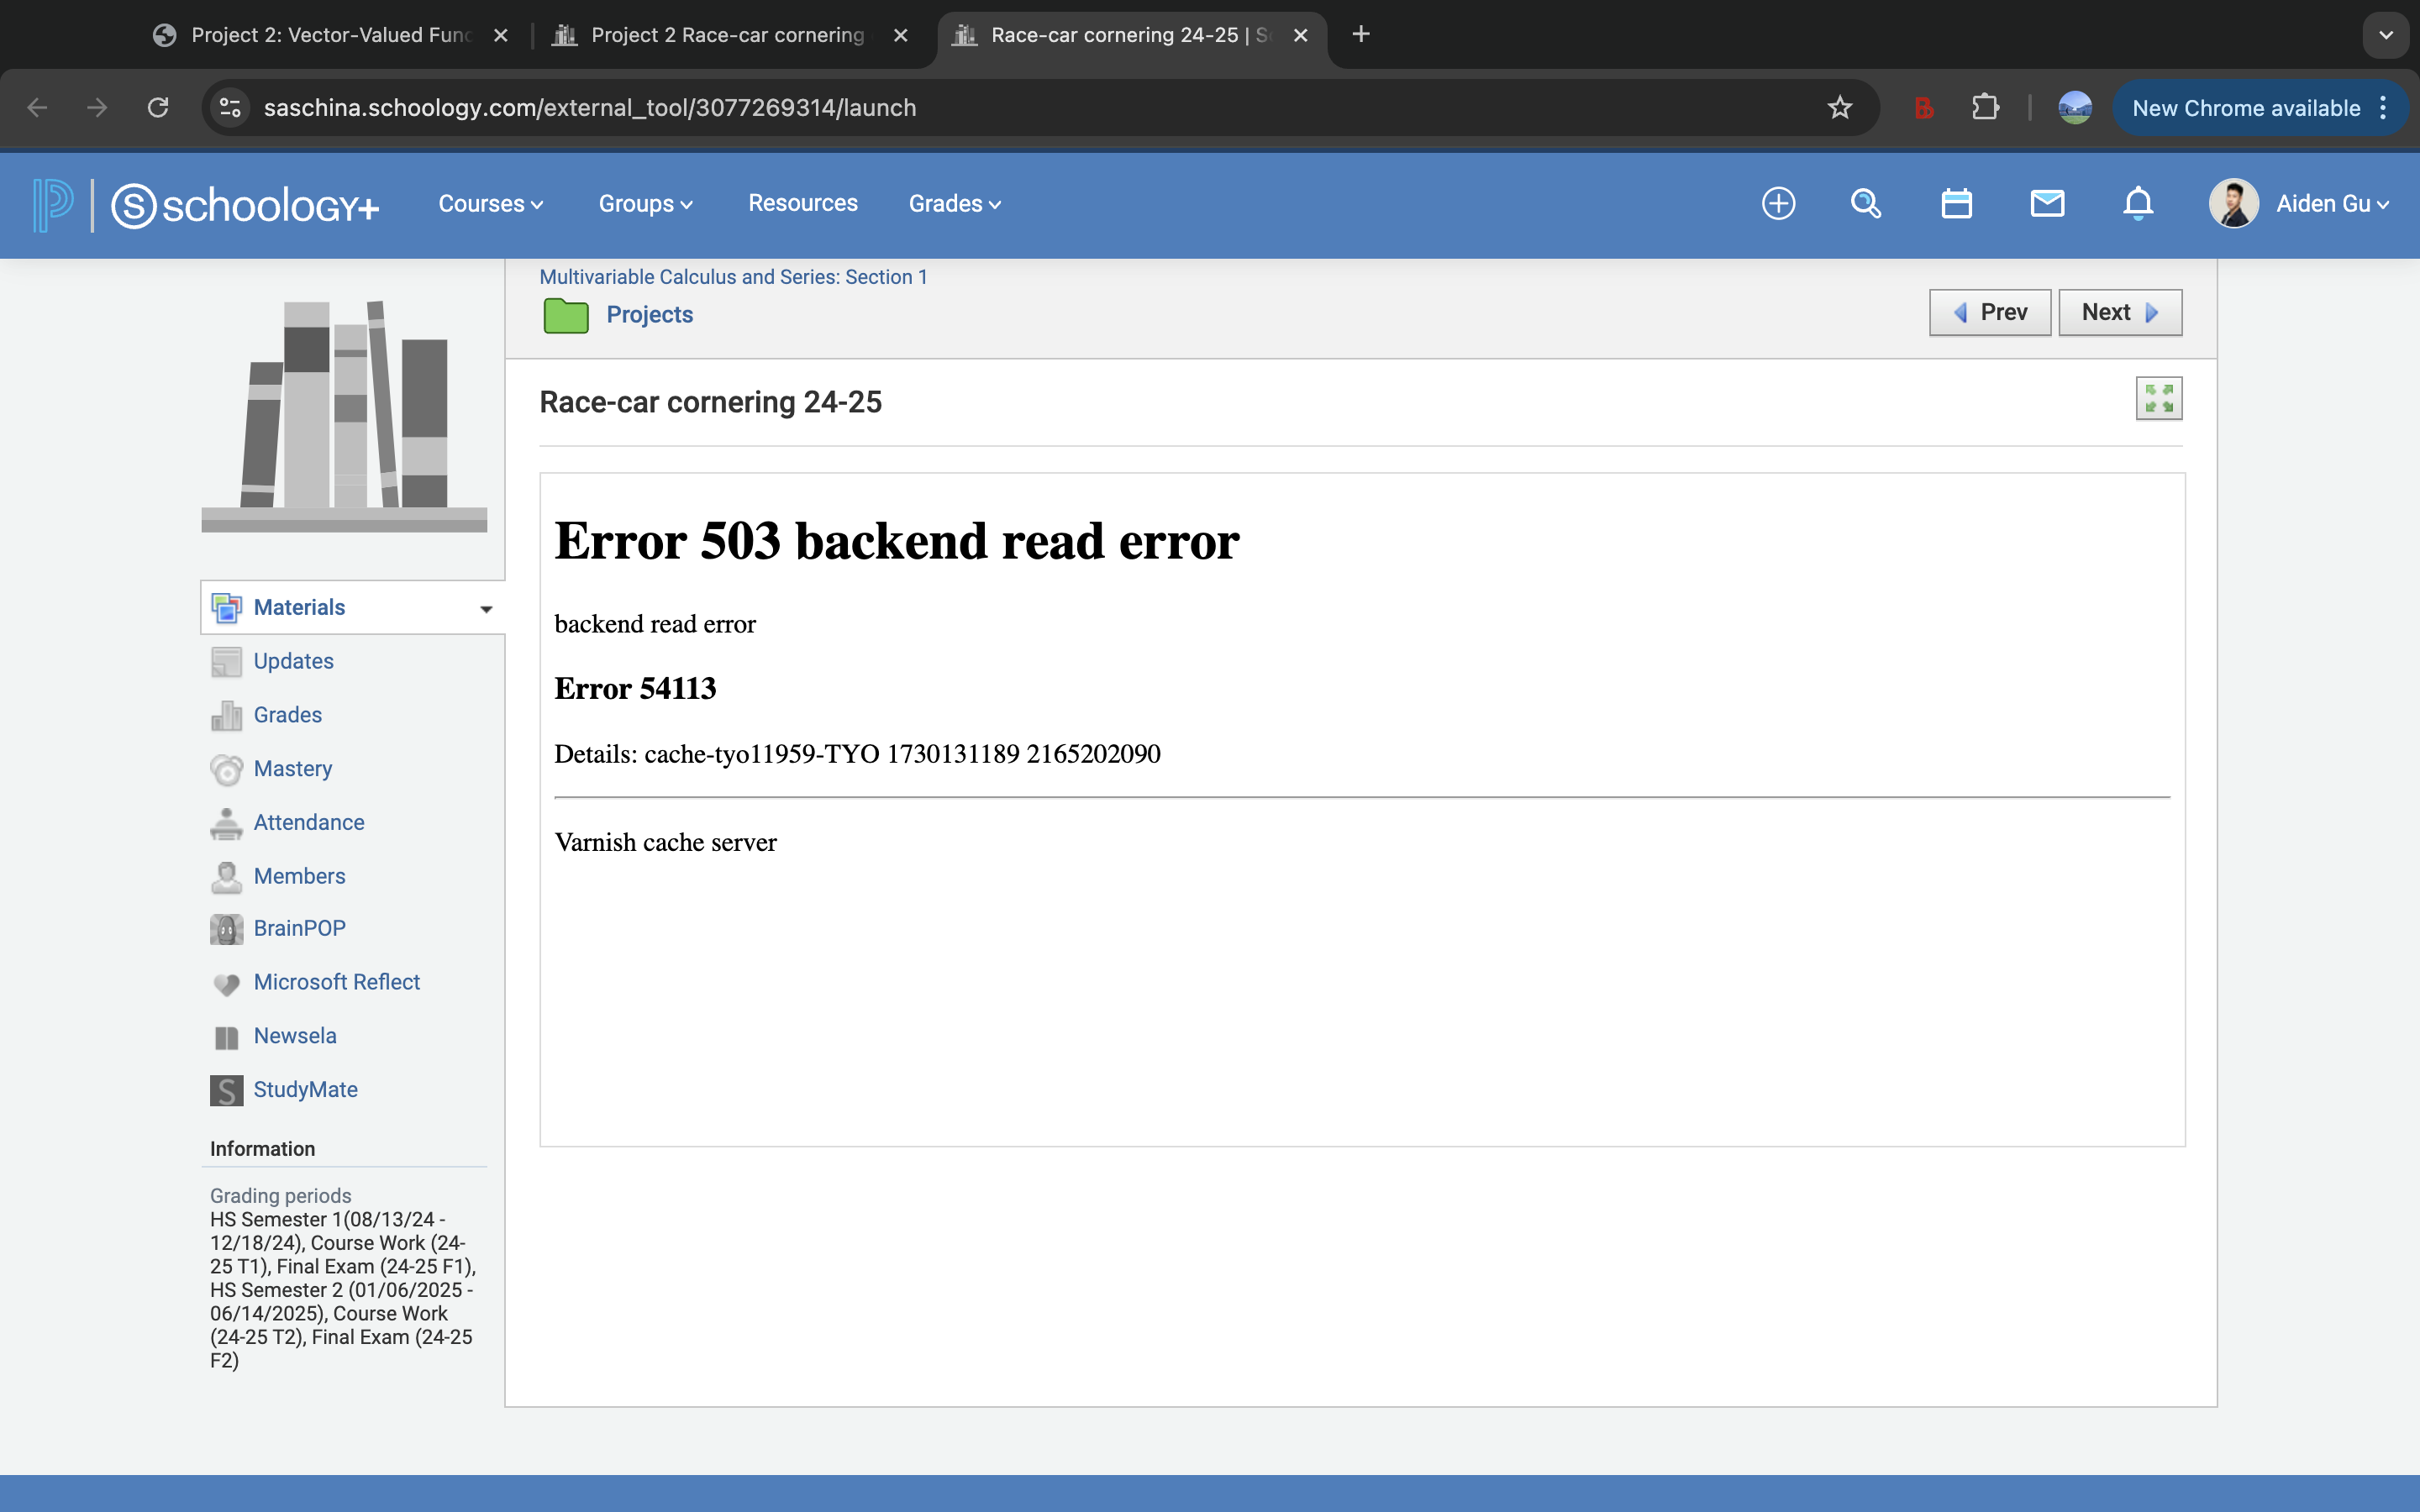 Project 2: Vector-Valued Func
Project 2 Race-car cornering
Race-car cornering 24-25 | S
saschina.schoology.com/external_tool/3077269314/launch
New Chrome available
schoology+
Courses
Groups
Resources
Grades
Aiden Gu
Multivariable Calculus and Series: Section 1
Projects
Prev
Next
Race-car cornering 24-25
Error 503 backend read error
backend read error
Error 54113
Details: cache-tyo11959-TYO 1730131189 2165202090
Varnish cache server
Materials
Updates
Grades
Mastery
Attendance
Members
BrainPOP
Microsoft Reflect
Newsela
StudyMate
Information
Grading periods
HS Semester 1(08/13/24 -
12/18/24), Course Work (24-
25 T1), Final Exam (24-25 F1),
HS Semester 2 (01/06/2025 -
06/14/2025), Course Work
(24-25 T2), Final Exam (24-25
F2)